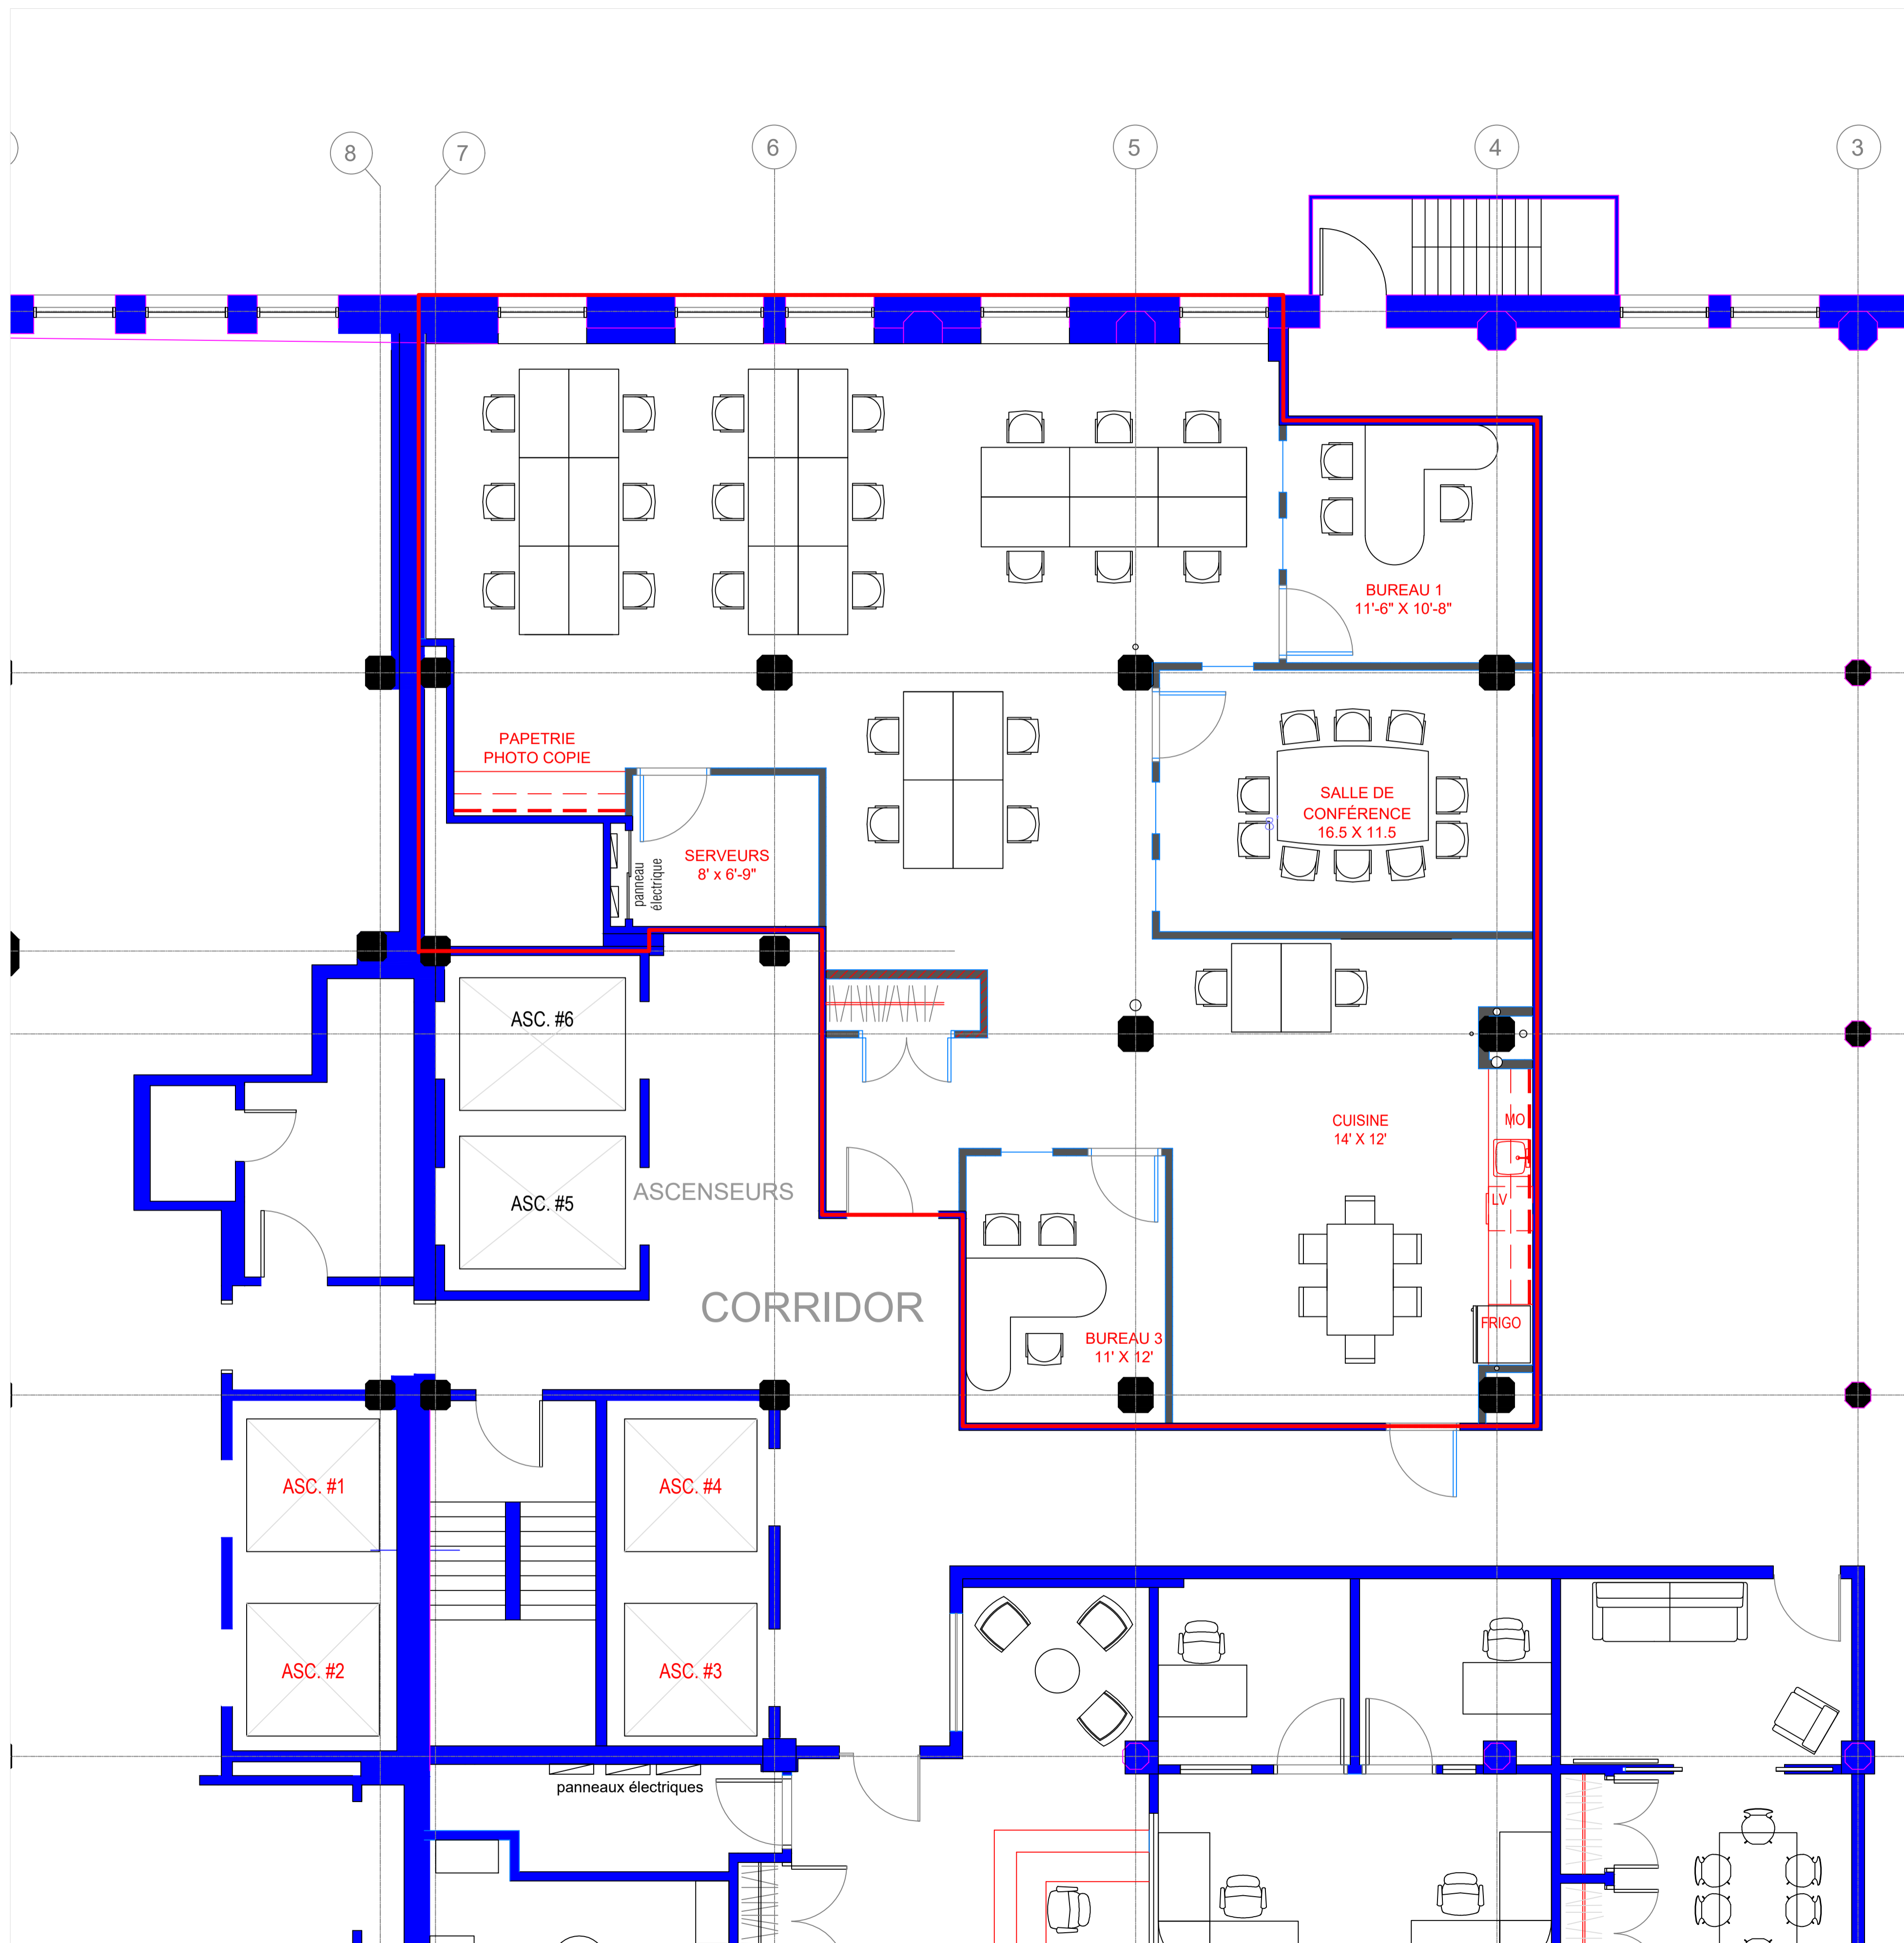 8
7
6
5
4
3
BUREAU 1
11'-6" X 10'-8"
PAPETRIE
PHOTO COPIE
SALLE DE
CONFÉRENCE
16.5 X 11.5
SERVEURS
8' x 6'-9"
panneau
électrique
ASC. #6
CUISINE
14' X 12'
MO
ASCENSEURS
ASC. #5
LV
CORRIDOR
FRIGO
BUREAU 3
11' X 12'
ASC. #1
ASC. #4
ASC. #2
ASC. #3
panneaux électriques